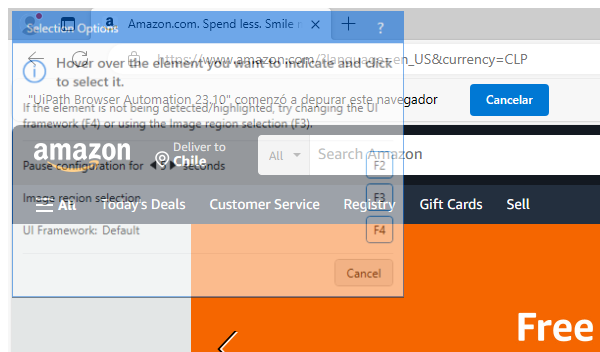 Selection Options
?
Amazon.com. Spend less. Smile
Hover over the element you want to indicate and click
to select it.
https://www.amazon.com/?language=en_US&currency=CLP
"UiPath Browser Automation 23.10" comenzó a depurar este navegador
Cancelar
If the element is not being detected/highlighted, try changing the UI
framework (F4) or using the Image region selection (F3).
amazon
Deliver to
Chile
All
Search Amazon
Pause configuration for 3 seconds
F2
Image region selection
F3
All
Today's Deals
Customer Service
Registry
Gift Cards
Sell
UI Framework: Default
F4
Cancel
Free